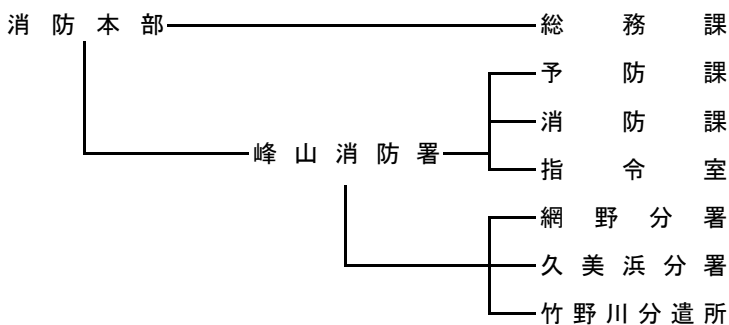 消防本部 総務課
予防課
消防課
峰山消防署
指令室
網野分署
久美浜分署
竹野川分遣所